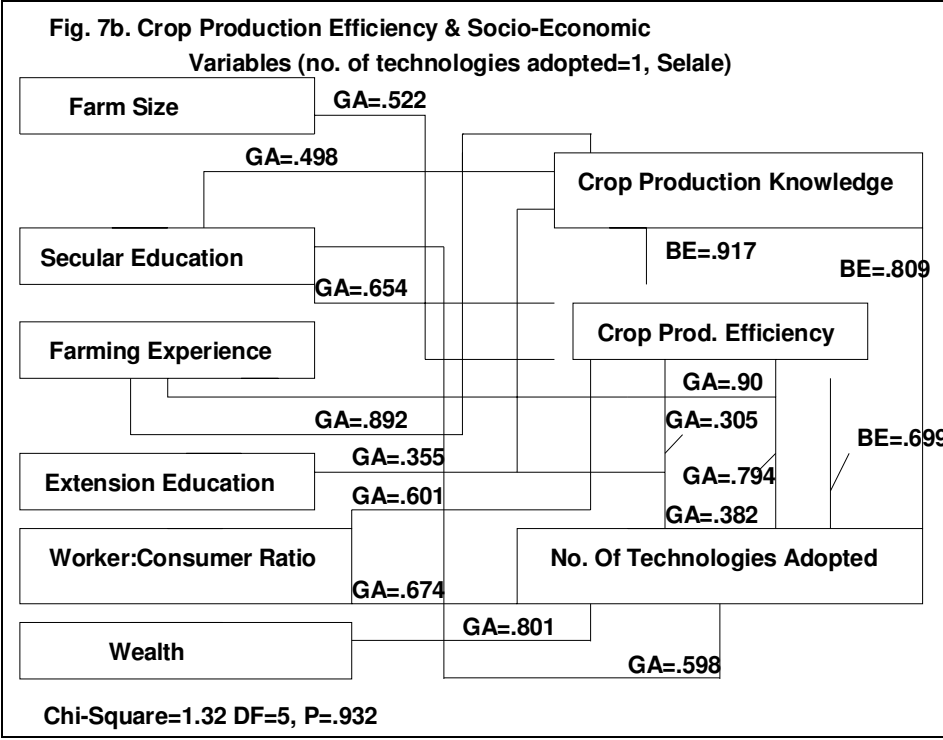 Fig. 7b. Crop Production Efficiency & Socio-Economic
Variables (no. of technologies adopted=1, Selale)
Farm Size
GA=.522
GA=.498
Crop Production Knowledge
Secular Education
BE=.917
BE=.809
GA=.654
Farming Experience
Crop Prod. Efficiency
GA=.90
GA=.892
GA=.305
BE=.699
GA=.355
Extension Education
GA=.794
GA=.601
GA=.382
Worker:Consumer Ratio
No. Of Technologies Adopted
GA=.674
GA=.801
Wealth
GA=.598
Chi-Square=1.32 DF=5, P=.932